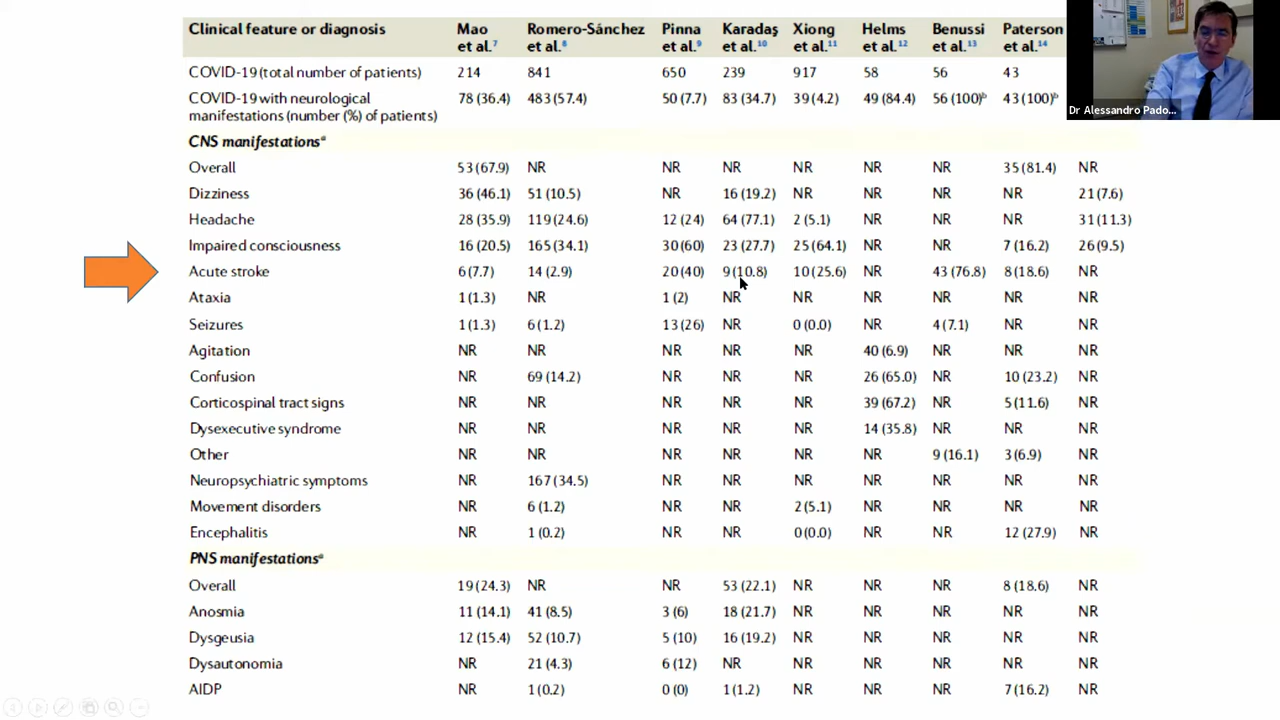 Clinical feature or diagnosis Mao et al.7 Romero-Sánchez et al.8 Pinna et al.9 Karadaş et al.10 Xiong et al.11 Helms et al.12 Benussi et al.13 Paterson et al.14
COVID-19 (total number of patients) 214 841 650 239 917 58 56 43
COVID-19 with neurological manifestations (number (%) of patients) 78 (36.4) 483 (57.4) 50 (7.7) 83 (34.7) 39 (4.2) 49 (84.4) 56 (100)b 43 (100)b
CNS manifestationsa
Overall 53 (67.9) NR NR NR NR NR NR 35 (81.4) NR
Dizziness 36 (46.1) 51 (10.5) NR 16 (19.2) NR NR NR NR 21 (7.6)
Headache 28 (35.9) 119 (24.6) 12 (24) 64 (77.1) 2 (5.1) NR NR NR 31 (11.3)
Impaired consciousness 16 (20.5) 165 (34.1) 30 (60) 23 (27.7) 25 (64.1) NR NR 7 (16.2) 26 (9.5)
Acute stroke 6 (7.7) 14 (2.9) 20 (40) 9 (10.8) 10 (25.6) NR 43 (76.8) 8 (18.6) NR
Ataxia 1 (1.3) NR 1 (2) NR NR NR NR NR NR
Seizures 1 (1.3) 6 (1.2) 13 (26) NR 0 (0.0) NR 4 (7.1) NR NR
Agitation NR NR NR NR NR 40 (6.9) NR NR NR
Confusion NR 69 (14.2) NR NR NR 26 (65.0) NR 10 (23.2) NR
Corticospinal tract signs NR NR NR NR NR 39 (67.2) NR 5 (11.6) NR
Dysexecutive syndrome NR NR NR NR NR 14 (35.8) NR NR NR
Other NR NR NR NR NR NR 9 (16.1) 3 (6.9) NR
Neuropsychiatric symptoms NR 167 (34.5) NR NR NR NR NR NR NR
Movement disorders NR 6 (1.2) NR NR 2 (5.1) NR NR NR NR
Encephalitis NR 1 (0.2) NR NR 0 (0.0) NR NR 12 (27.9) NR
PNS manifestationsa
Overall 19 (24.3) NR NR 53 (22.1) NR NR NR 8 (18.6) NR
Anosmia 11 (14.1) 41 (8.5) 3 (6) 18 (21.7) NR NR NR NR NR
Dysgeusia 12 (15.4) 52 (10.7) 5 (10) 16 (19.2) NR NR NR NR NR
Dysautonomia NR 21 (4.3) 6 (12) NR NR NR NR NR NR
AIDP NR 1 (0.2) 0 (0) 1 (1.2) NR NR NR 7 (16.2) NR
Dr Alessandro Pado...